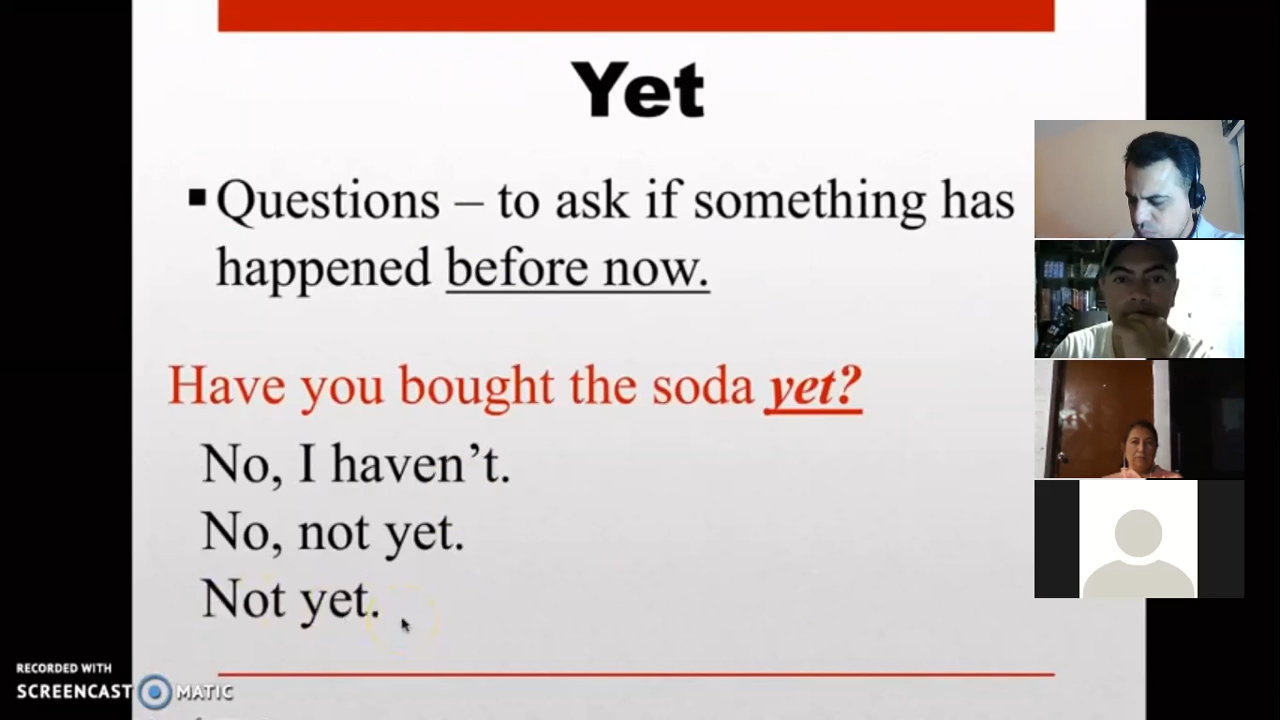 Yet
▪ Questions – to ask if something has
happened before now.
Have you bought the soda yet?
No, I haven’t.
No, not yet.
Not yet.
RECORDED WITH
SCREENCAST MATIC